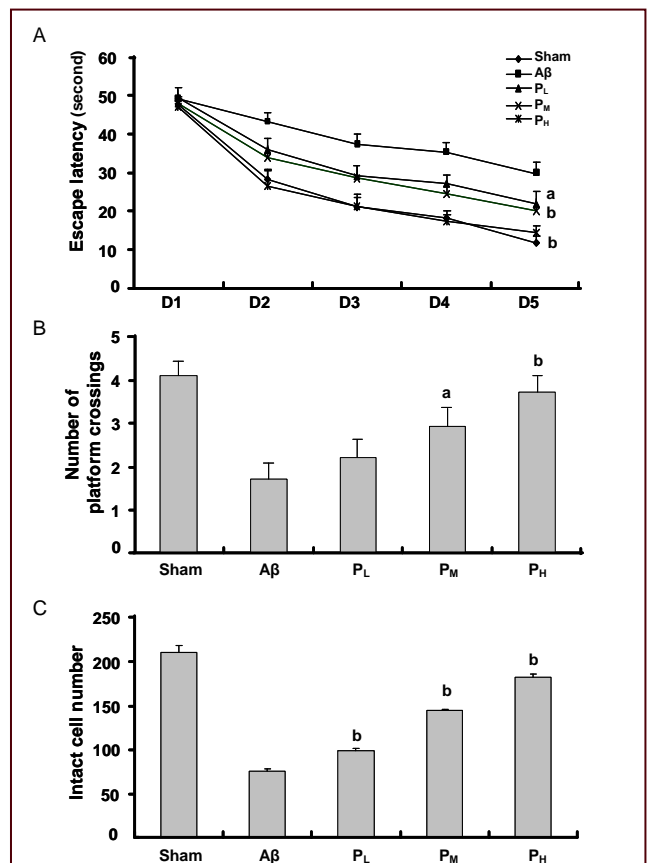 A
Escape latency (second)
60
50
40
30
20
10
0
D1 D2 D3 D4 D5
Sham
Aβ
PL
PM
PH
a
b
b
B
Number of
platform crossings
5
4
3
2
1
0
a
b
Sham Aβ PL PM PH
C
Intact cell number
250
200
150
100
50
0
b
b
b
Sham Aβ PL PM PH